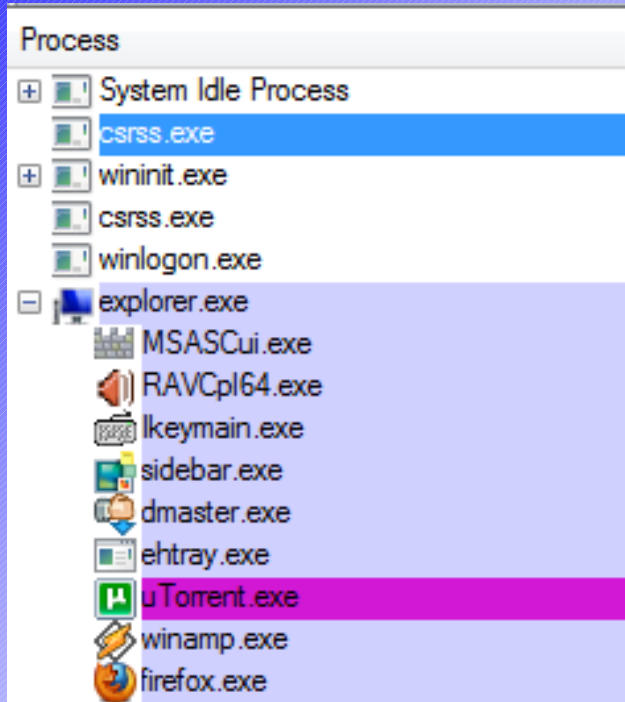 Process
System Idle Process
csrss.exe
wininit.exe
csrss.exe
winlogon.exe
explorer.exe
MSASCui.exe
RAVCpl64.exe
Ikeymain.exe
sidebar.exe
dmaster.exe
ehtray.exe
uTorrent.exe
winamp.exe
firefox.exe